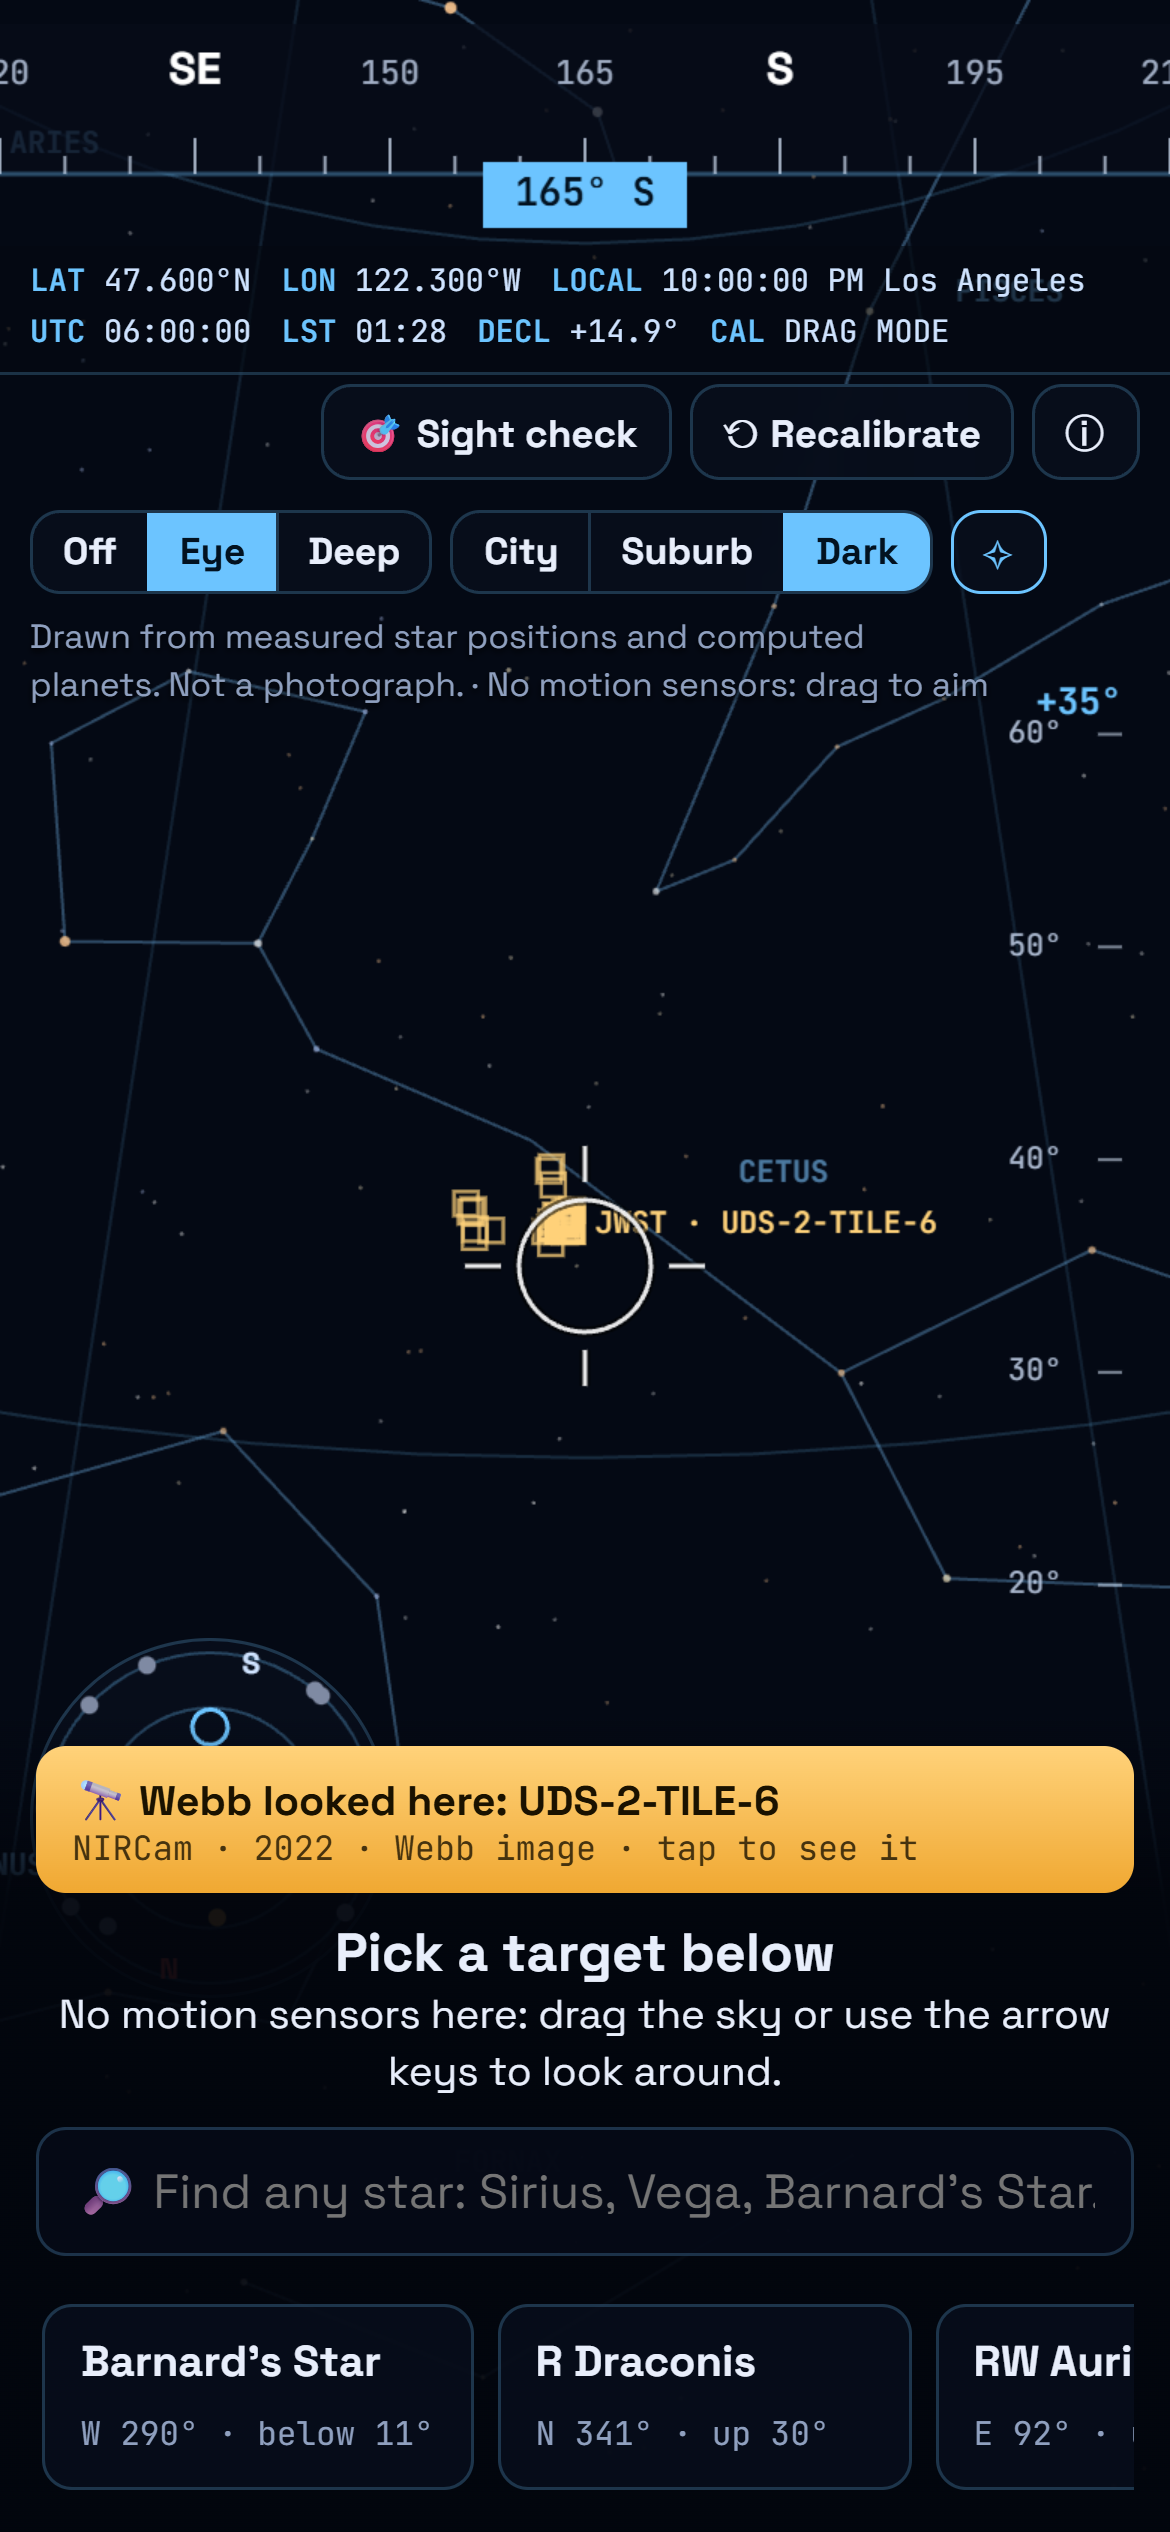 SE 150 165 S 195
ARIES
165° S
LAT 47.600°N LON 122.300°W LOCAL 10:00:00 PM Los Angeles
PISCES
UTC 06:00:00 LST 01:28 DECL +14.9° CAL DRAG MODE
🎯 Sight check Recalibrate ⓘ
Off Eye Deep City Suburb Dark
Drawn from measured star positions and computed
planets. Not a photograph. · No motion sensors: drag to aim
+35°
60°
50°
40°
CETUS
JWST · UDS-2-TILE-6
30°
20°
S
Webb looked here: UDS-2-TILE-6
NIRCam · 2022 · Webb image · tap to see it
N
Pick a target below
No motion sensors here: drag the sky or use the arrow
keys to look around.
🔎 Find any star: Sirius, Vega, Barnard's Star.
Barnard's Star R Draconis RW Auri
W 290° · below 11° N 341° · up 30° E 92° ·